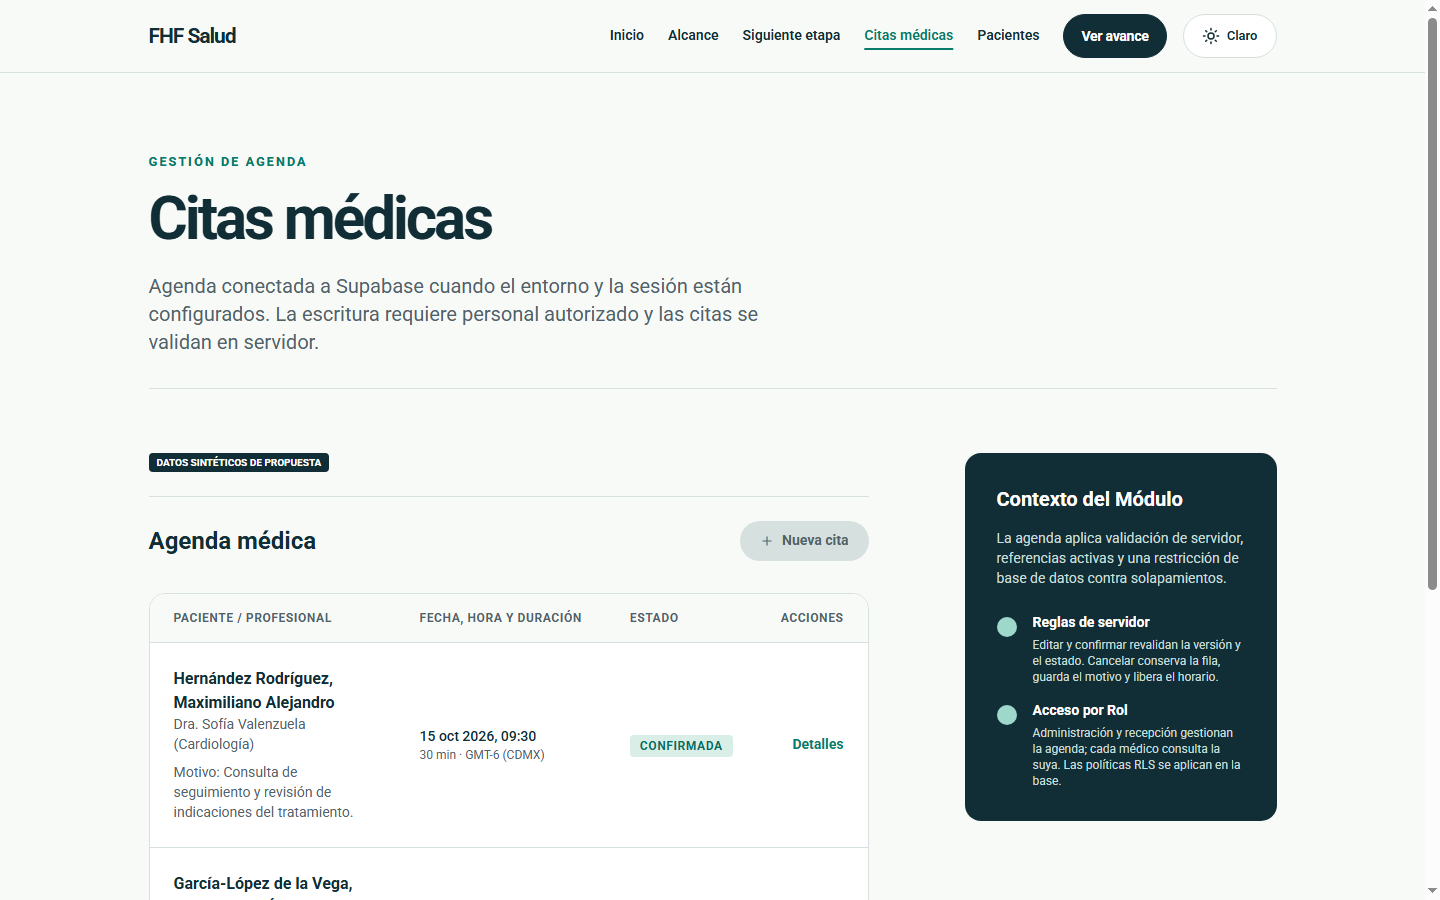 FHF Salud
Inicio
Alcance
Siguiente etapa
Citas médicas
Pacientes
Ver avance
Claro
GESTIÓN DE AGENDA
Citas médicas
Agenda conectada a Supabase cuando el entorno y la sesión están
configurados. La escritura requiere personal autorizado y las citas se
validan en servidor.
DATOS SINTÉTICOS DE PROPUESTA
Agenda médica
+ Nueva cita
PACIENTE / PROFESIONAL
FECHA, HORA Y DURACIÓN
ESTADO
ACCIONES
Hernández Rodríguez,
Maximiliano Alejandro
Dra. Sofía Valenzuela
(Cardiología)
Motivo: Consulta de
seguimiento y revisión de
indicaciones del tratamiento.
15 oct 2026, 09:30
30 min · GMT-6 (CDMX)
CONFIRMADA
Detalles
García-López de la Vega,
Contexto del Módulo
La agenda aplica validación de servidor,
referencias activas y una restricción de
base de datos contra solapamientos.
Reglas de servidor
Editar y confirmar revalidan la versión y
el estado. Cancelar conserva la fila,
guarda el motivo y libera el horario.
Acceso por Rol
Administración y recepción gestionan
la agenda; cada médico consulta la
suya. Las políticas RLS se aplican en la
base.